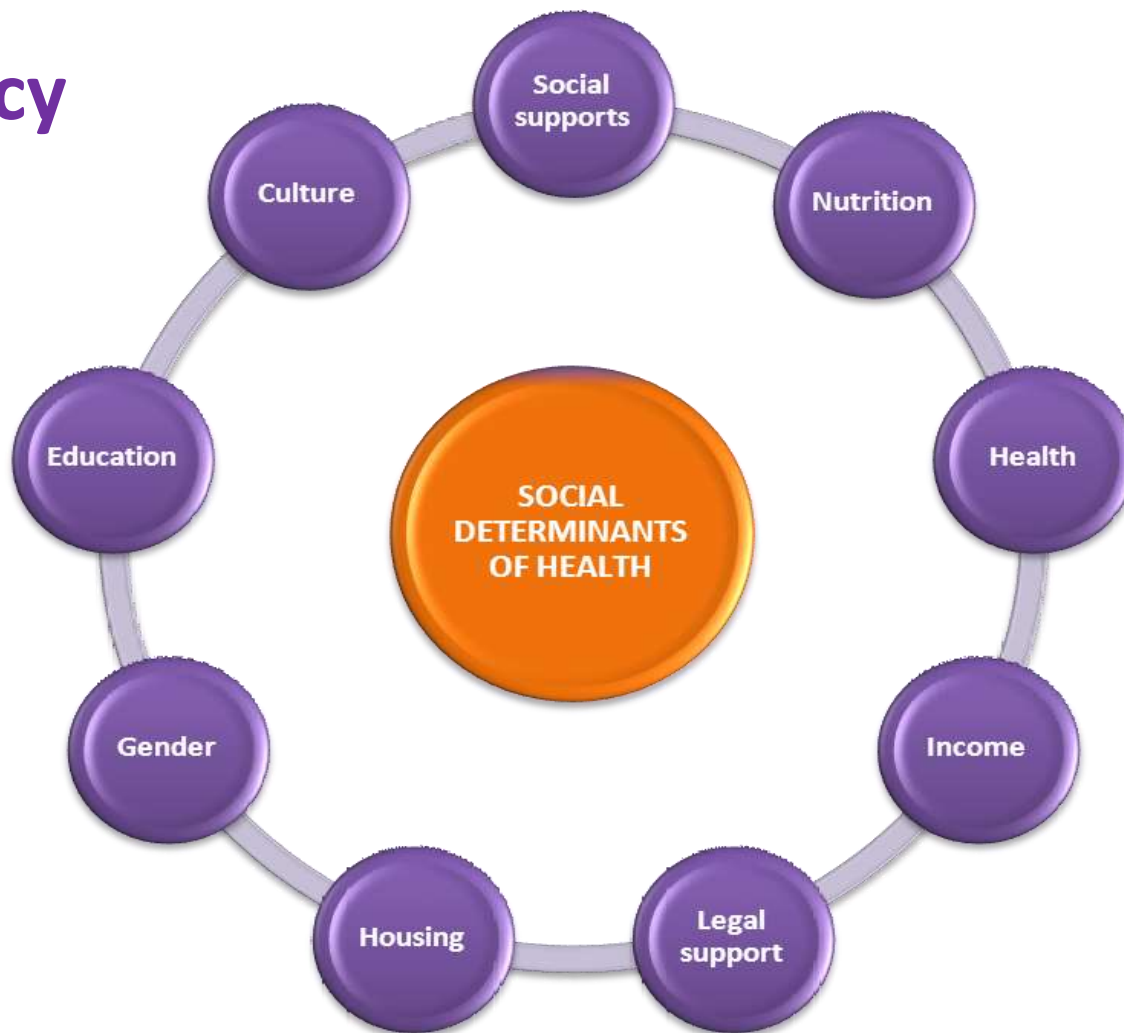 cy
Social
supports
Nutrition
Health
Income
Legal
support
Housing
Gender
Education
Culture
SOCIAL
DETERMINANTS
OF HEALTH